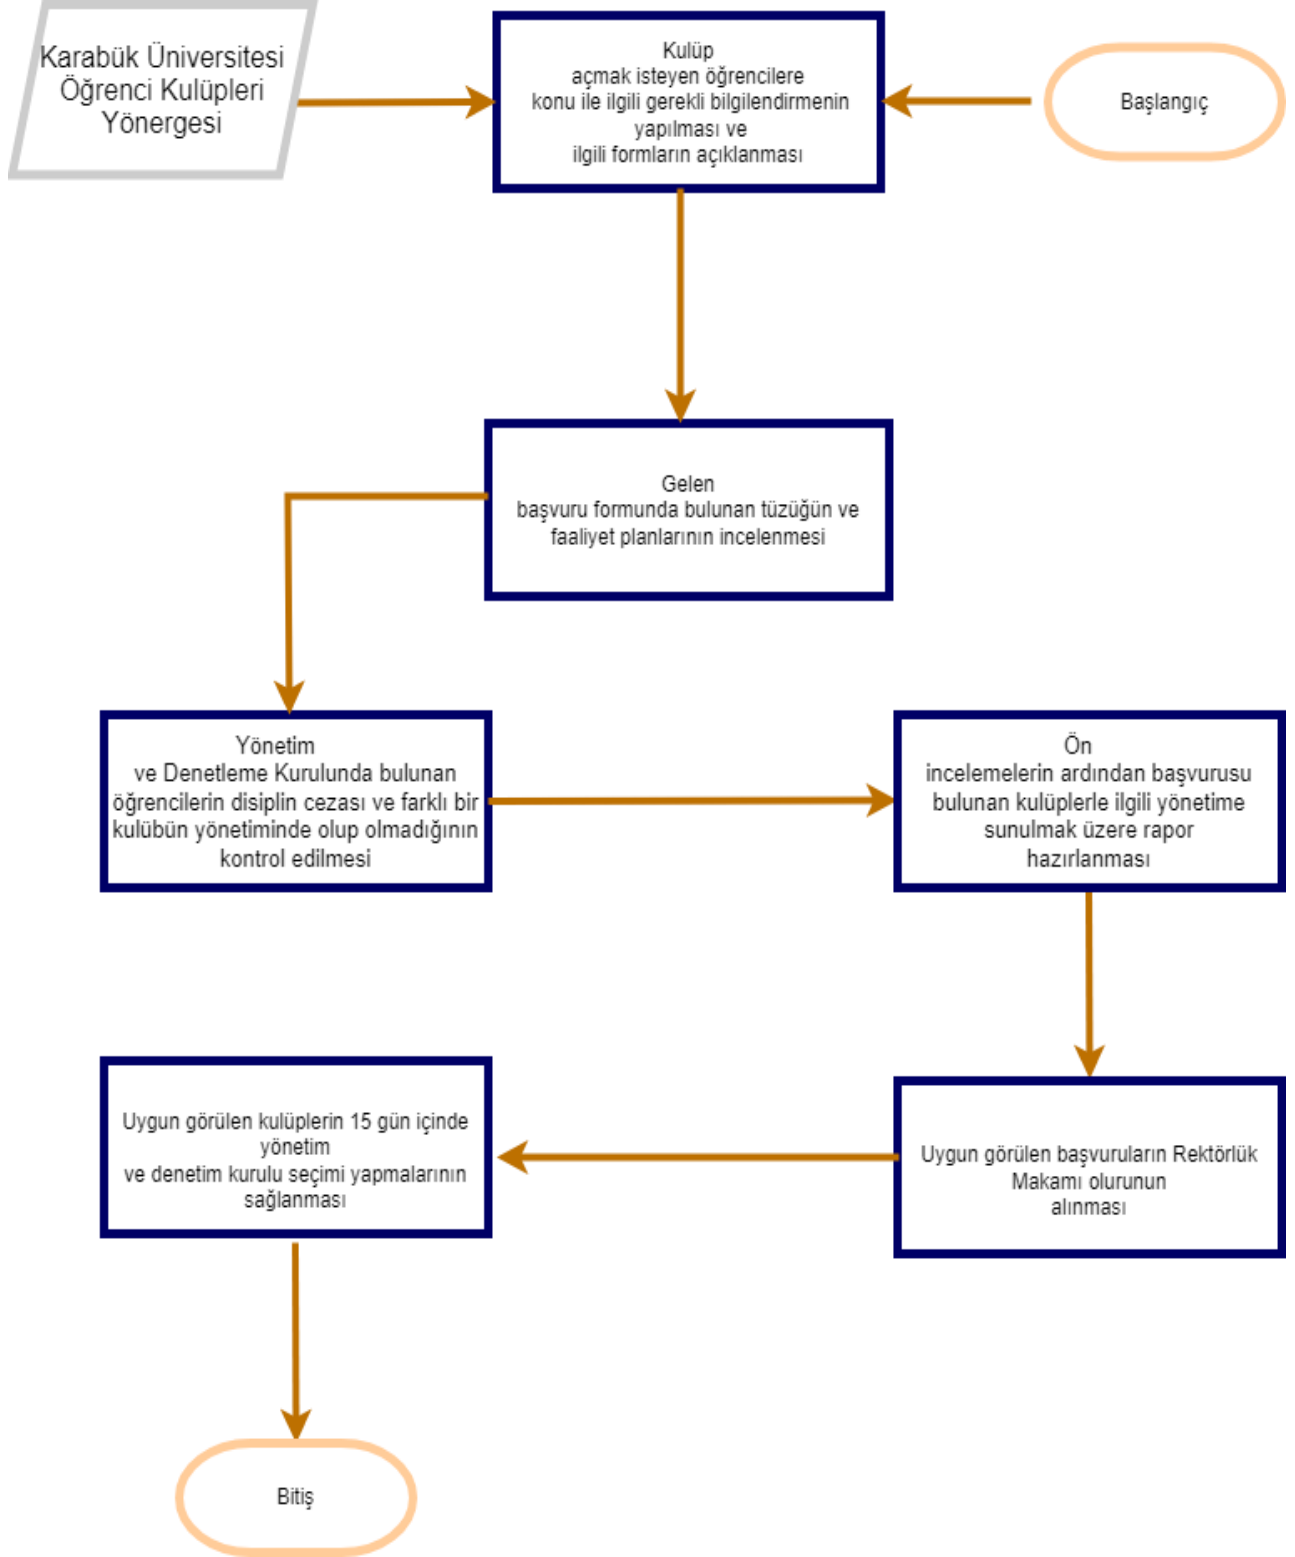 Karabük Üniversitesi
Öğrenci Kulüpleri
Yönergesi
Kulüp
açmak isteyen öğrencilere
konu ile ilgili gerekli bilgilendirmenin
yapılması ve
ilgili formların açıklanması
Başlangıç
Gelen
başvuru formunda bulunan tüzüğün ve
faaliyet planlarının incelenmesi
Yönetim
ve Denetleme Kurulunda bulunan
öğrencilerin disiplin cezası ve farklı bir
kulübün yönetiminde olup olmadığının
kontrol edilmesi
Ön
incelemelerin ardından başvurusu
bulunan kulüplerle ilgili yönetime
sunulmak üzere rapor
hazırlanması
Uygun görülen başvuruların Rektörlük
Makamı olurunun
alınması
Uygun görülen kulüplerin 15 gün içinde
yönetim
ve denetim kurulu seçimi yapmalarının
sağlanması
Bitiş